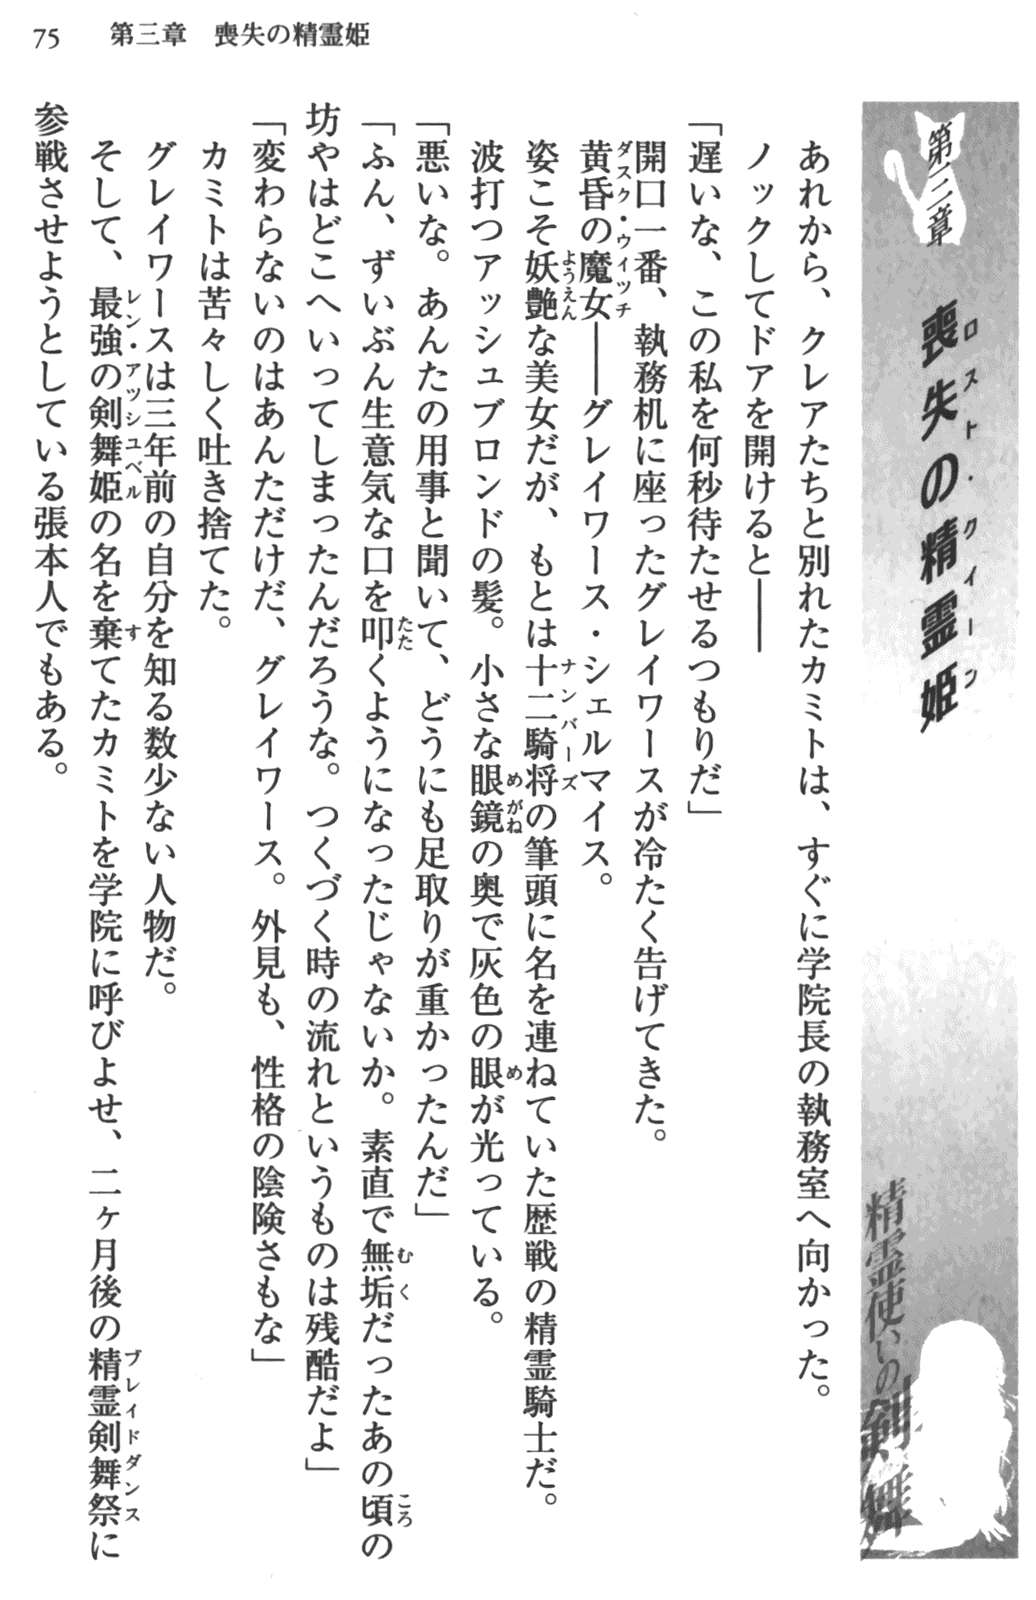 75 第三章 喪失の精霊姫
第三章
喪失の精霊姫
ロスト・クイーン
精霊使いの剣舞
あれから、クレアたちと別れたカミトは、すぐに学院長の執務室へ向かった。
ノックしてドアを開けると――
「遅いな、この私を何秒待たせるつもりだ」
開口一番、執務机に座ったグレイワースが冷たく告げてきた。
ダスク・ウィッチ
黄昏の魔女――グレイワース・シェルマイス。
ようえん ナンバーズ
姿こそ妖艶な美女だが、もとは十二騎将の筆頭に名を連ねていた歴戦の精霊騎士だ。
めがね め
波打つアッシュブロンドの髪。小さな眼鏡の奥で灰色の眼が光っている。
「悪いな。あんたの用事と聞いて、どうにも足取りが重かったんだ」
たた むく ころ
「ふん、ずいぶん生意気な口を叩くようになったじゃないか。素直で無垢だったあの頃の
坊やはどこへいってしまったんだろうな。つくづく時の流れというものは残酷だよ」
「変わらないのはあんただけだ、グレイワース。外見も、性格の陰険さもな」
カミトは苦々しく吐き捨てた。
グレイワースは三年前の自分を知る数少ない人物だ。
レン・アッシュベル す ブレイドダンス
そして、最強の剣舞姫の名を棄てたカミトを学院に呼びよせ、二ヶ月後の精霊剣舞祭に
参戦させようとしている張本人でもある。